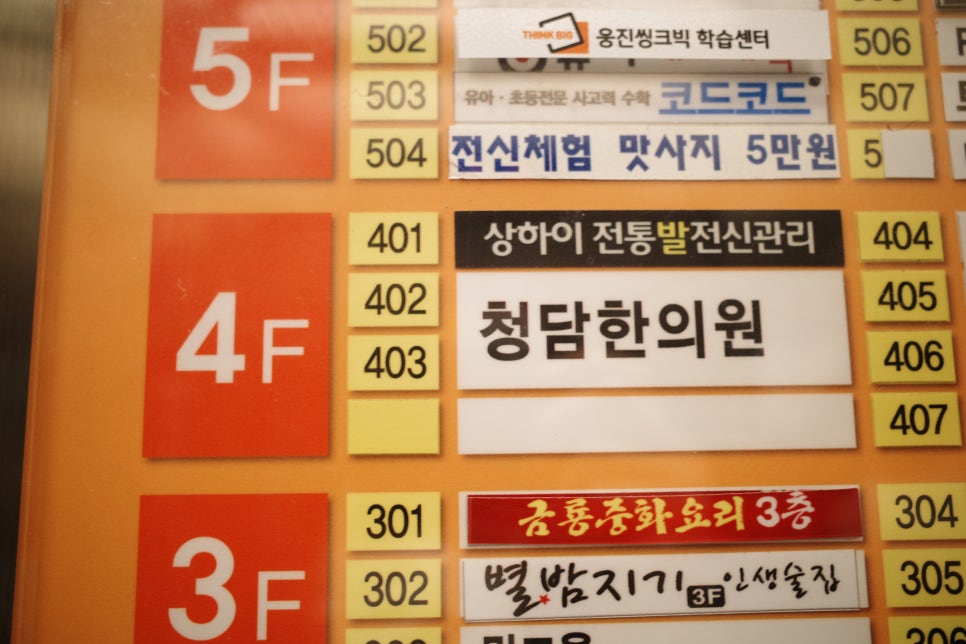 5F
502
THINK BIG 웅진씽크빅 학습센터
506
503
유아·초등전문 사고력 수학 코드코드
507
504
전신체험 맛사지 5만원
5
4F
401
상하이 전통발전신관리
404
402
청담한의원
405
403
406
407
3F
301
금룡중화요리 3층
304
302
별밤지기 3F 인생술집
305